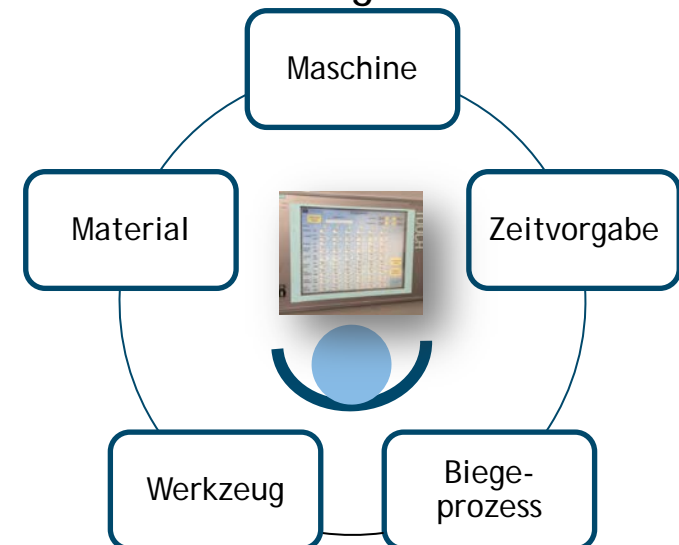 Maschine
Material
Zeitvorgabe
Werkzeug
Biege-
prozess